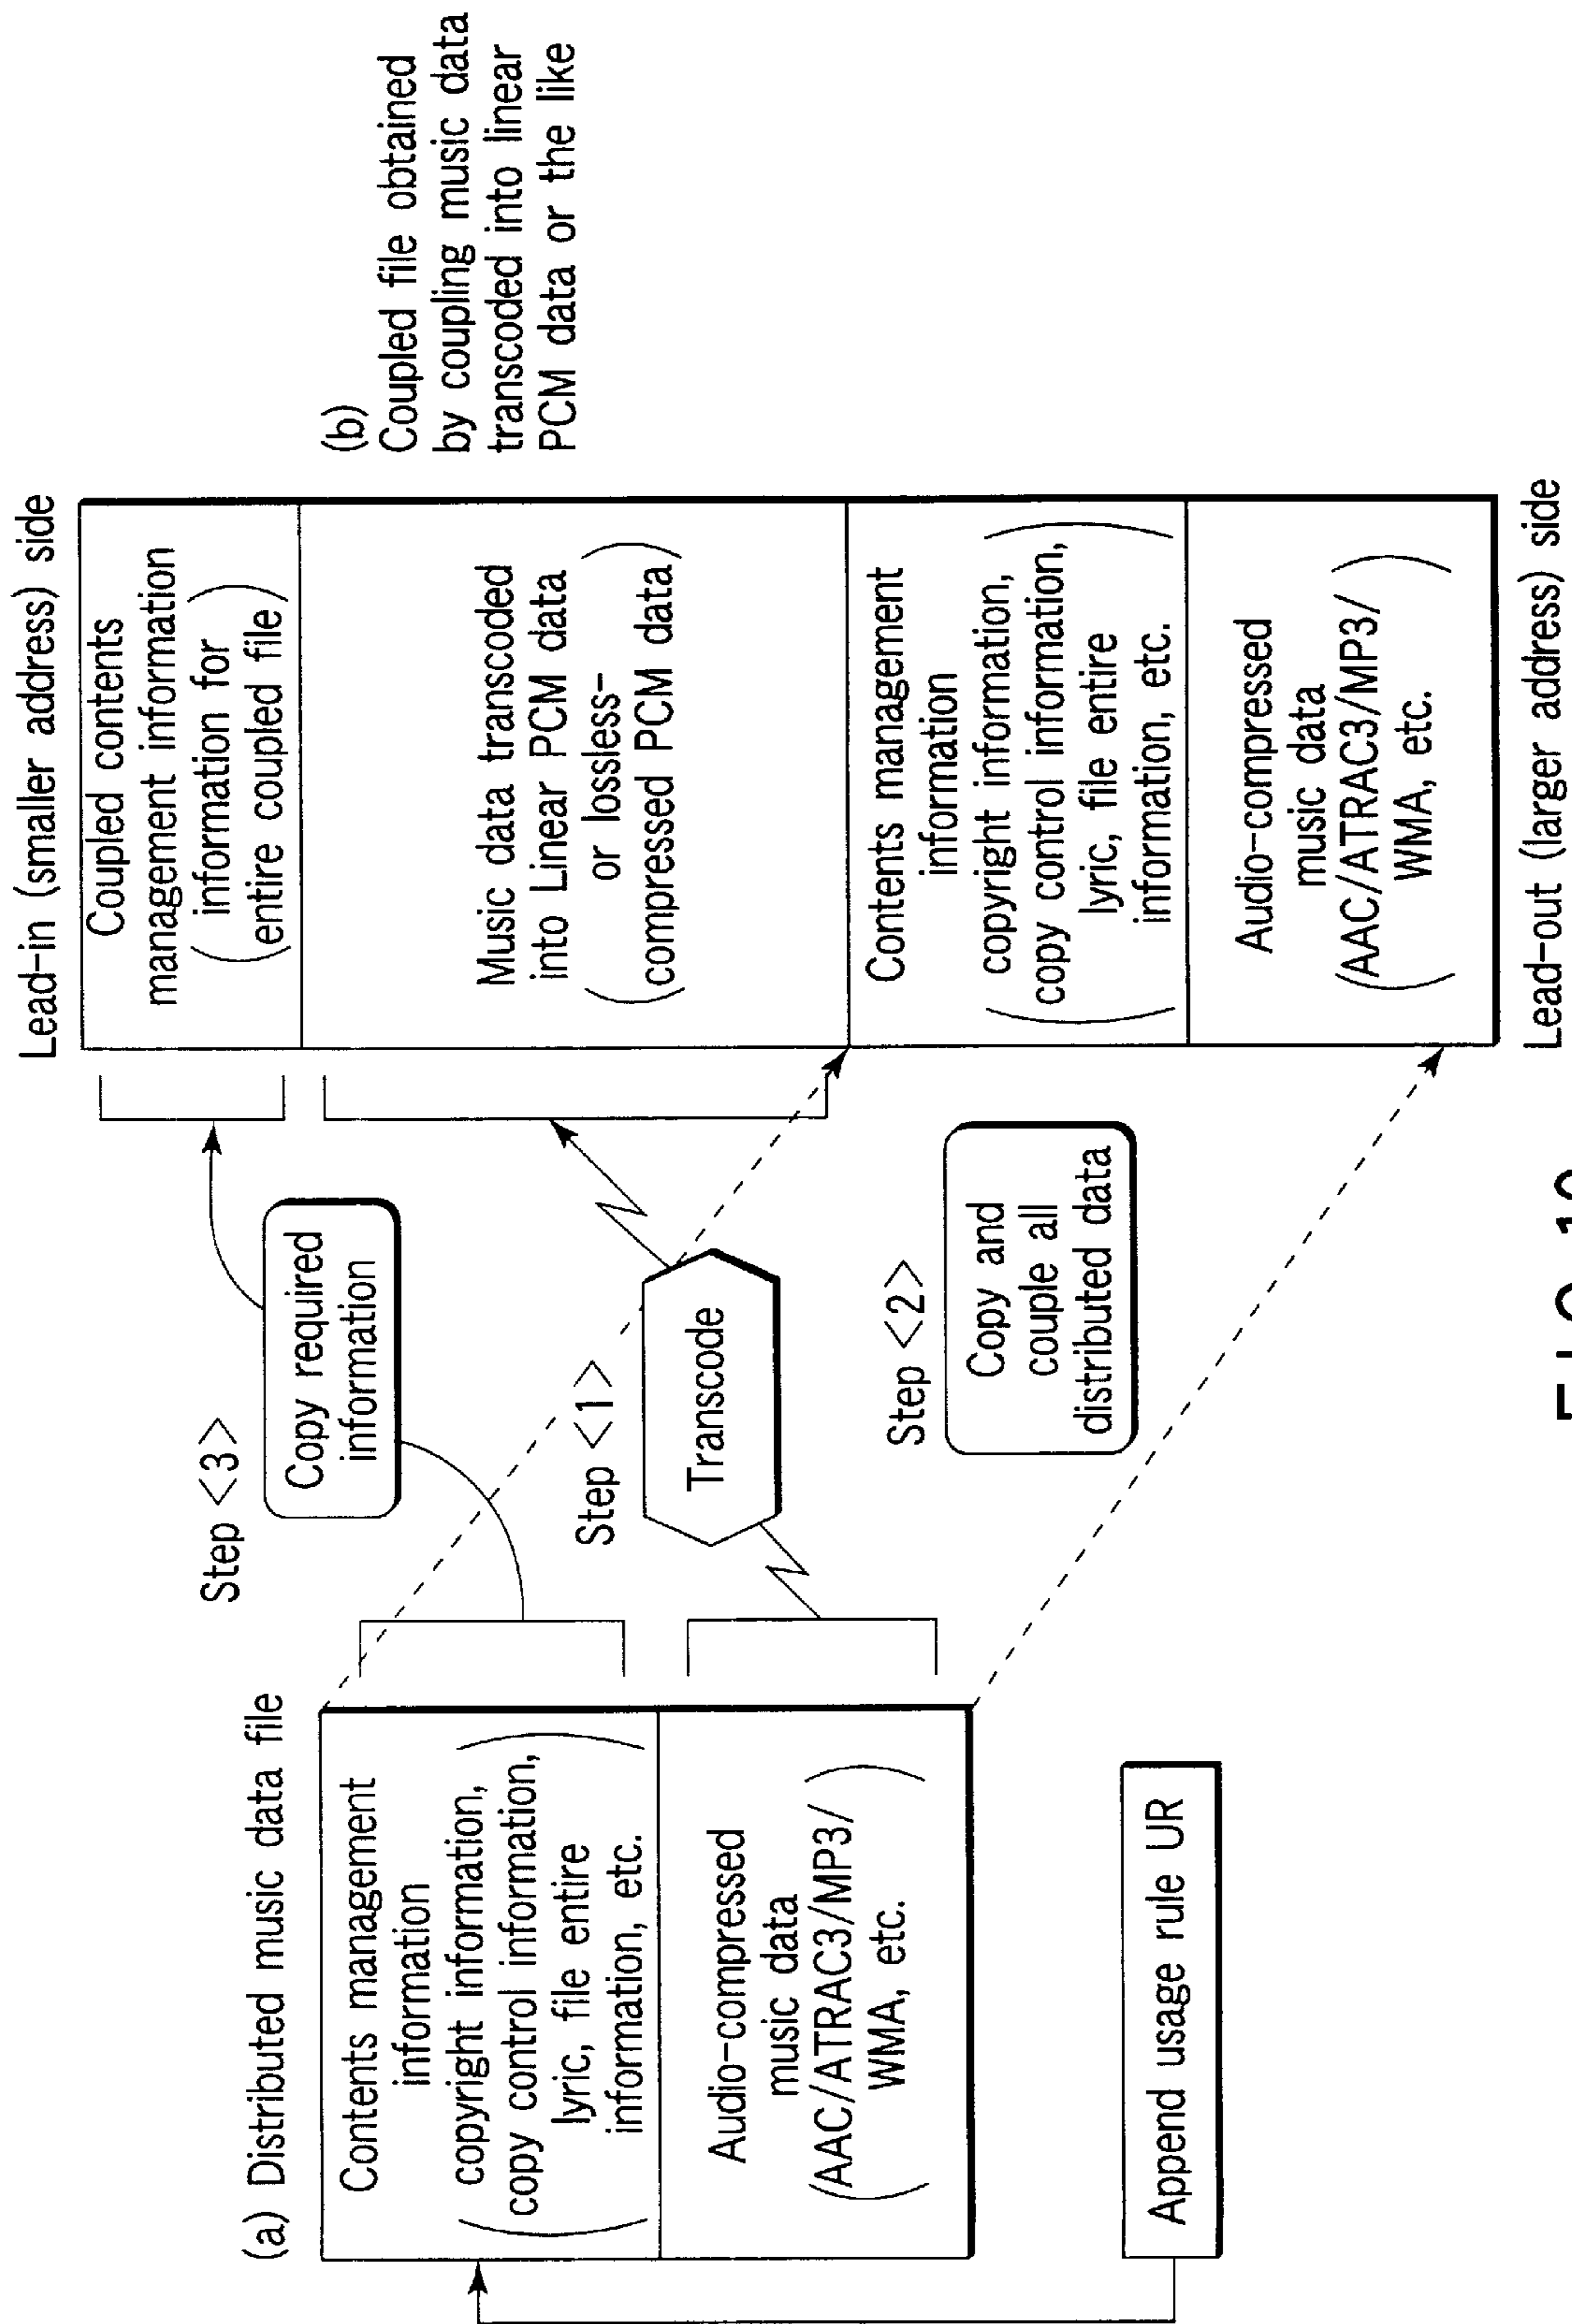 (a) Distributed music data file
Contents management
information
copyright information,
copy control information,
lyric, file entire
information, etc.
Audio-compressed
music data
AAC/ATRAC3/MP3/
WMA, etc.
Append usage rule UR
Step <3>
Copy required
information
Step <1>
Transcode
Step <2>
Copy and
couple all
distributed data
Lead-in (smaller address) side
Coupled contents
management information
(information for
entire coupled file)
Music data transcoded
into Linear PCM data
(or lossless-
compressed PCM data)
Contents management
information
copyright information,
copy control information,
lyric, file entire
information, etc.
Audio-compressed
music data
(AAC/ATRAC3/MP3/
WMA, etc.)
Lead-out (larger address) side
(b)
Coupled file obtained
by coupling music data
transcoded into linear
PCM data or the like